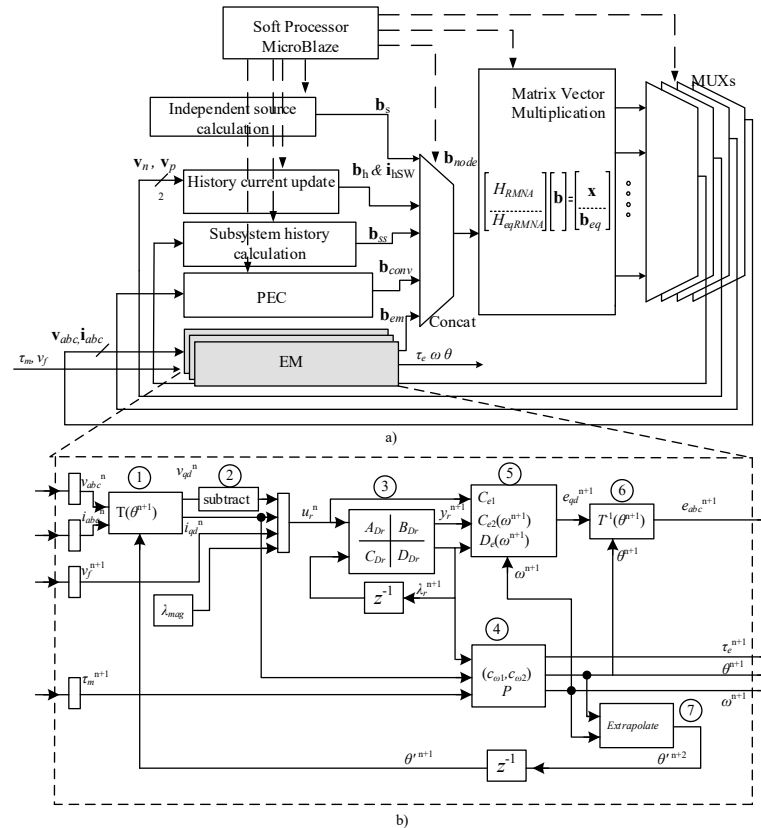 Soft Processor
MicroBlaze
MUXs
Independent source
calculation
b_s
Matrix Vector
Multiplication
v_n , v_p
2
History current update
b_h & i_hSW
b_node
H_RMNA
H_eqRMNA
b
=
x
b_eq
Subsystem history
calculation
b_ss
PEC
b_conv
v_abc, i_abc
b_em
Concat
τ_m, v_f
EM
τ_e ω θ
a)
v_abc^n
1
v_qd^n
2
subtract
T(θ^n+1)
i_abc^n
i_qd^n
u_r^n
3
A_Dr B_Dr
C_Dr D_Dr
y_r^n+1
5
C_e1
C_e2(ω^n+1)
D_e(ω^n+1)
e_qd^n+1
6
T^-1(θ^n+1)
e_abc^n+1
v_f^n+1
λ_mag
z^-1
λ_r^n+1
ω^n+1
θ^n+1
4
τ_m^n+1
(c_ω1,c_ω2)
P
τ_e^n+1
θ^n+1
ω^n+1
Extrapolate
7
θ'^n+1
z^-1
θ'^n+2
b)